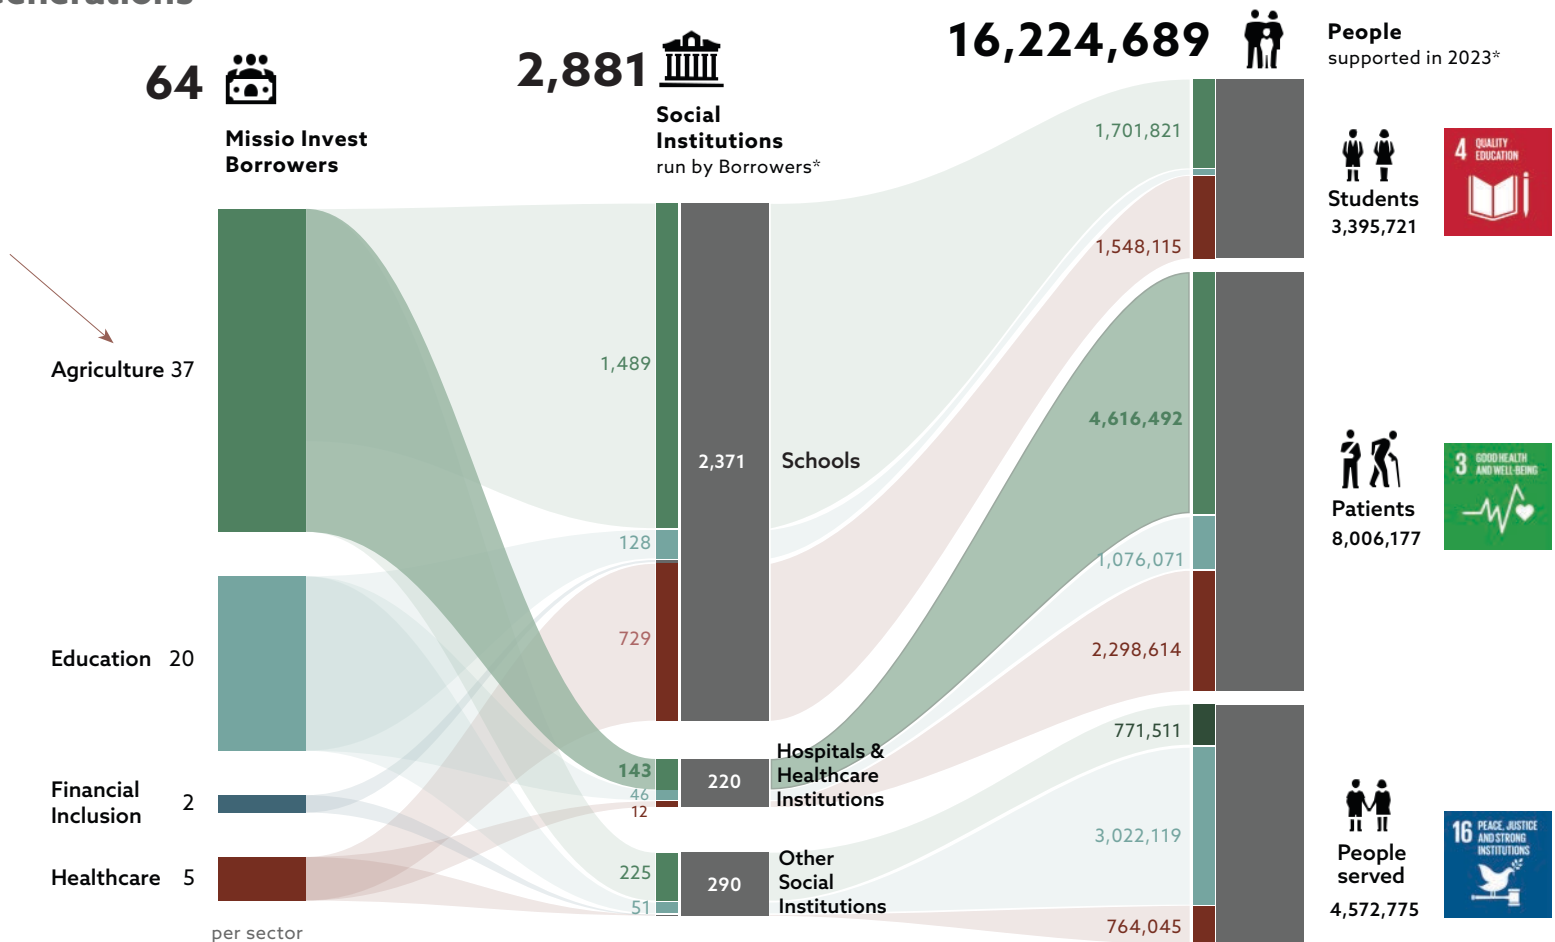 64
Missio Invest
Borrowers
2,881
Social
Institutions
run by Borrowers*
16,224,689
People
supported in 2023*
Agriculture 37
Education 20
Financial
Inclusion 2
Healthcare 5
per sector
1,489
128
729
2,371
Schools
143
46
12
220
Hospitals &
Healthcare
Institutions
225
51
290
Other
Social
Institutions
1,701,821
1,548,115
Students
3,395,721
4 QUALITY
EDUCATION
4,616,492
1,076,071
2,298,614
Patients
8,006,177
3 GOOD HEALTH
AND WELL-BEING
771,511
3,022,119
764,045
People
served
4,572,775
16 PEACE, JUSTICE
AND STRONG
INSTITUTIONS